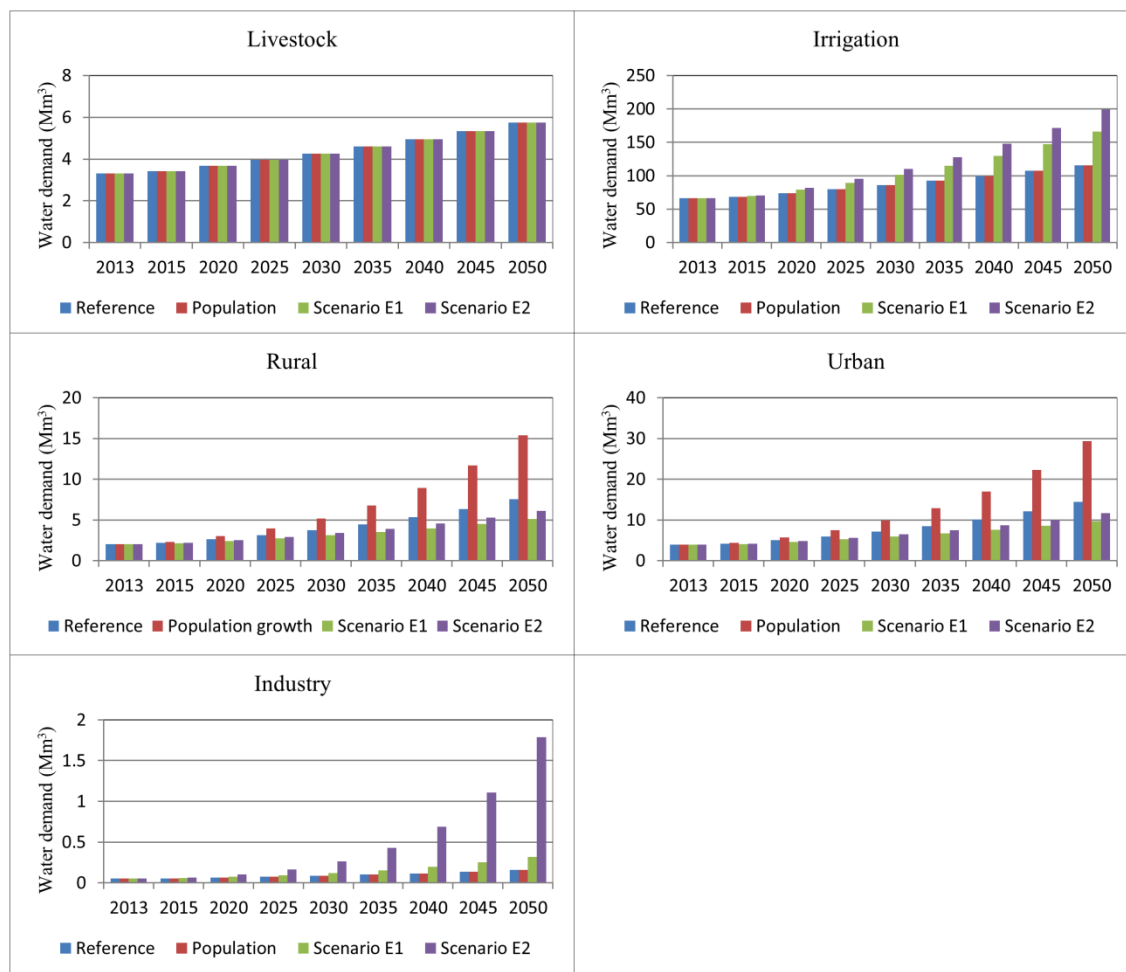 Livestock
Water demand (Mm³)
8
6
4
2
0
2013 2015 2020 2025 2030 2035 2040 2045 2050
Reference Population Scenario E1 Scenario E2
Irrigation
Water demand (Mm³)
250
200
150
100
50
0
2013 2015 2020 2025 2030 2035 2040 2045 2050
Reference Population Scenario E1 Scenario E2
Rural
Water demand (Mm³)
20
15
10
5
0
2013 2015 2020 2025 2030 2035 2040 2045 2050
Reference Population growth Scenario E1 Scenario E2
Urban
Water demand (Mm³)
40
30
20
10
0
2013 2015 2020 2025 2030 2035 2040 2045 2050
Reference Population Scenario E1 Scenario E2
Industry
Water demand (Mm³)
2
1.5
1
0.5
0
2013 2015 2020 2025 2030 2035 2040 2045 2050
Reference Population Scenario E1 Scenario E2